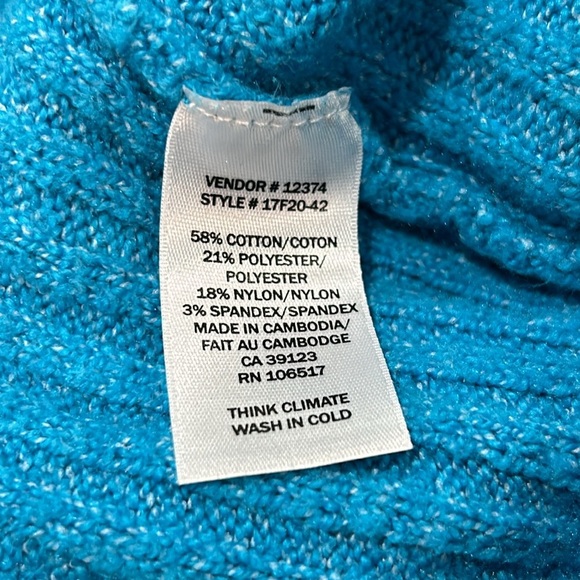 VENDOR # 12374
STYLE # 17F20-42
58% COTTON/COTON
21% POLYESTER/
POLYESTER
18% NYLON/NYLON
3% SPANDEX/SPANDEX
MADE IN CAMBODIA/
FAIT AU CAMBODGE
CA 39123
RN 106517
THINK CLIMATE
WASH IN COLD